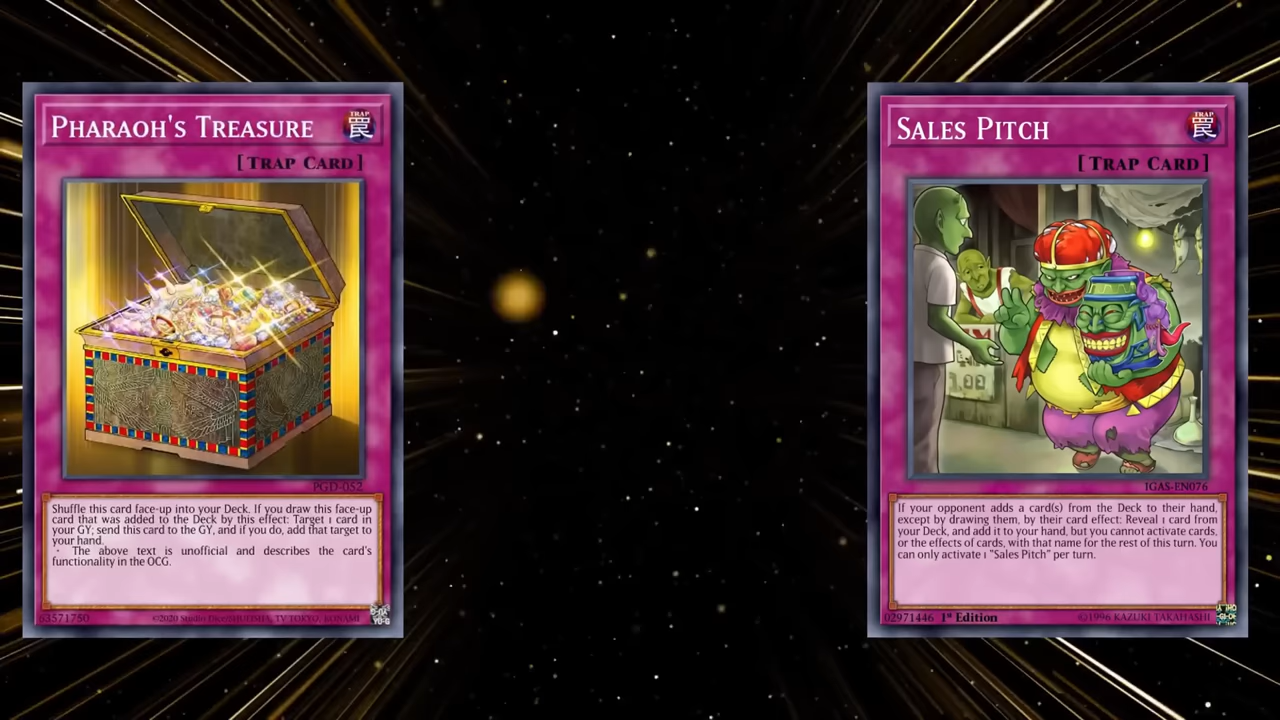 PHARAOH'S TREASURE
TRAP
罠
[TRAP CARD]
PGD-052
Shuffle this card face-up into your Deck. If you draw this face-up
card that was added to the Deck by this effect: Target 1 card in
your GY; send this card to the GY, and if you do, add that target to
your hand.
· The above text is unofficial and describes the card's
functionality in the OCG.
63571750 ©2020 Studio Dice/SHUEISHA, TV TOKYO, KONAMI
SALES PITCH
TRAP
罠
[TRAP CARD]
IGAS-EN076
If your opponent adds a card(s) from the Deck to their hand,
except by drawing them, by their card effect: Reveal 1 card from
your Deck, and add it to your hand, but you cannot activate cards,
or the effects of cards, with that name for the rest of this turn. You
can only activate 1 "Sales Pitch" per turn.
02971446 1st Edition ©1996 KAZUKI TAKAHASHI